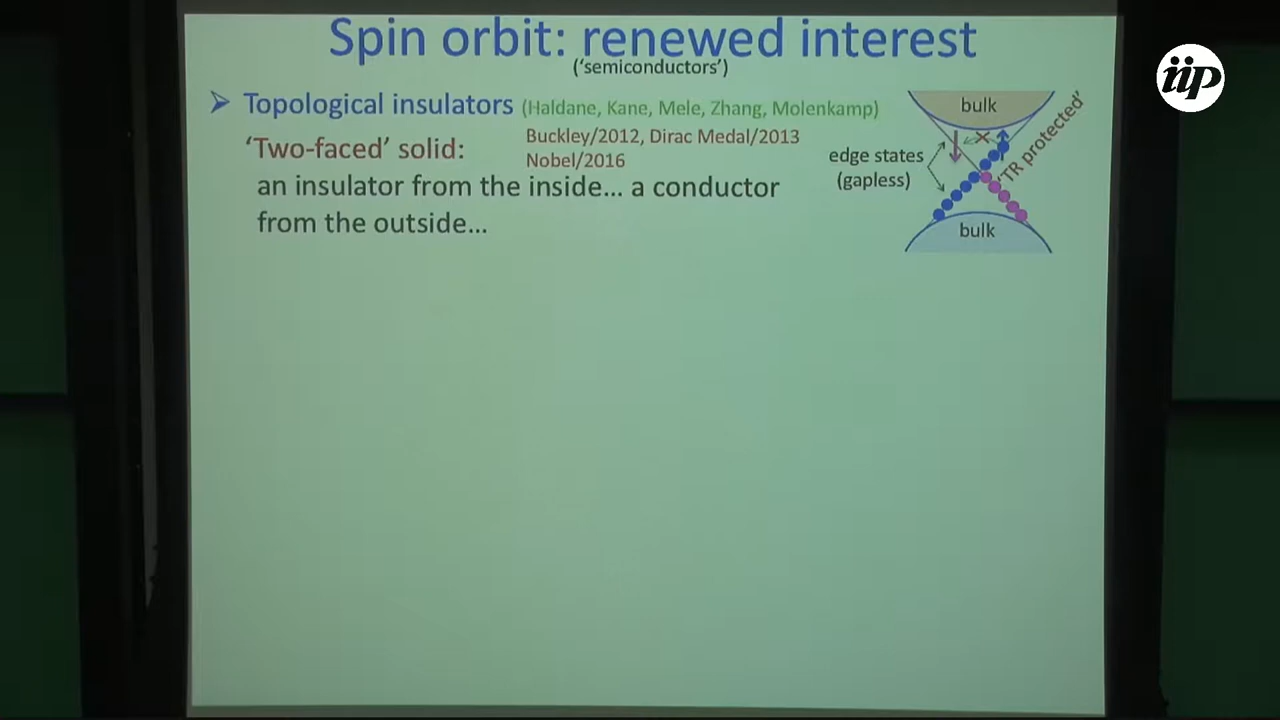 Spin orbit: renewed interest
(‘semiconductors’)
➢ Topological insulators (Haldane, Kane, Mele, Zhang, Molenkamp)
‘Two-faced’ solid:
Buckley/2012, Dirac Medal/2013
Nobel/2016
an insulator from the inside... a conductor
from the outside...
bulk
edge states
(gapless)
‘TR protected’
bulk
iip